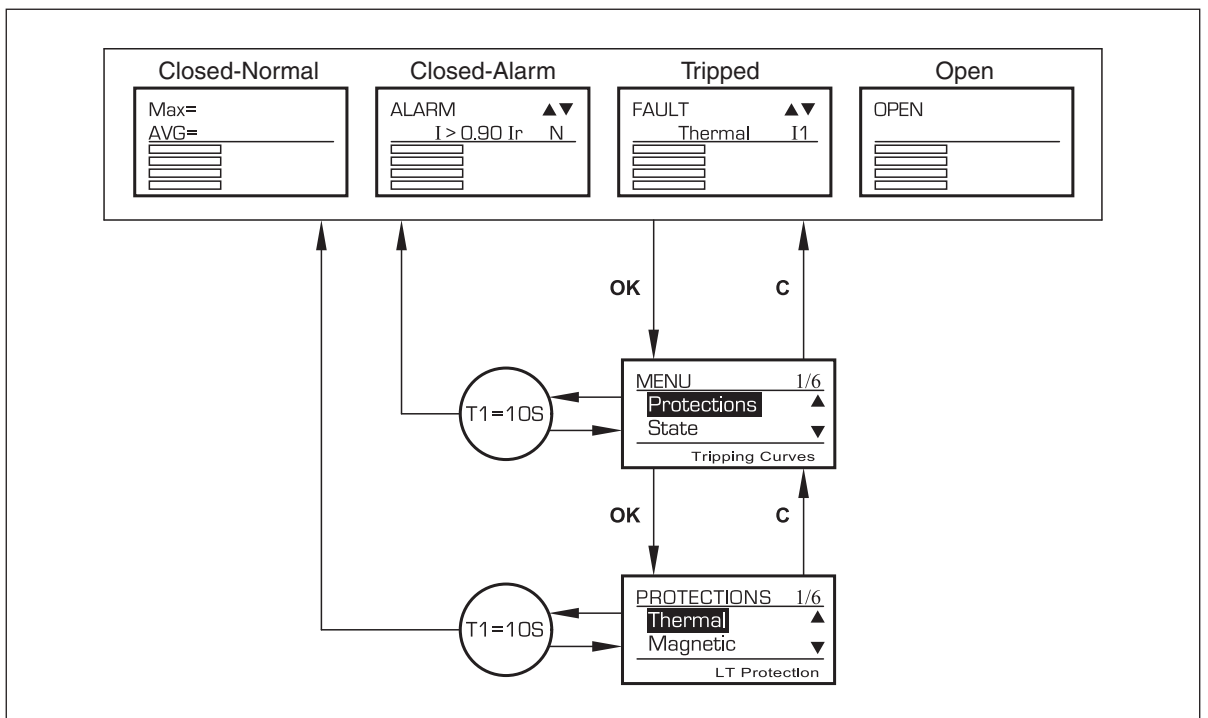 Closed-Normal
Max=
AVG=
Closed-Alarm
ALARM ▲▼
I > 0.90 Ir N
Tripped
FAULT ▲▼
Thermal I1
Open
OPEN
OK
C
MENU 1/6
Protections ▲
State ▼
Tripping Curves
T1=10S
OK
C
PROTECTIONS 1/6
Thermal ▲
Magnetic ▼
LT Protection
T1=10S